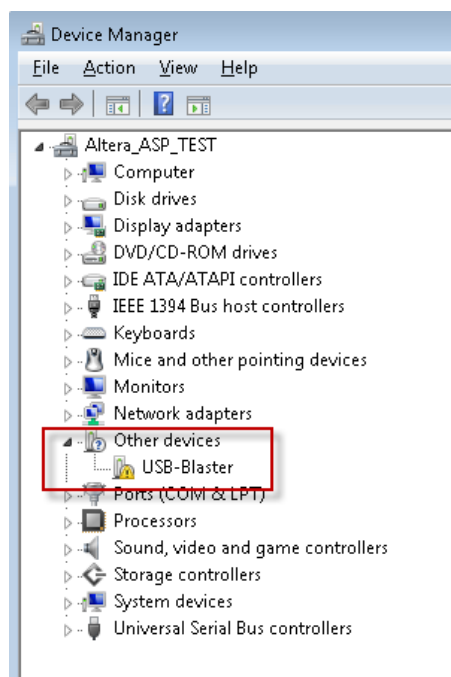 Device Manager
File Action View Help
Altera_ASP_TEST
Computer
Disk drives
Display adapters
DVD/CD-ROM drives
IDE ATA/ATAPI controllers
IEEE 1394 Bus host controllers
Keyboards
Mice and other pointing devices
Monitors
Network adapters
Other devices
USB-Blaster
Ports (COM & LPT)
Processors
Sound, video and game controllers
Storage controllers
System devices
Universal Serial Bus controllers